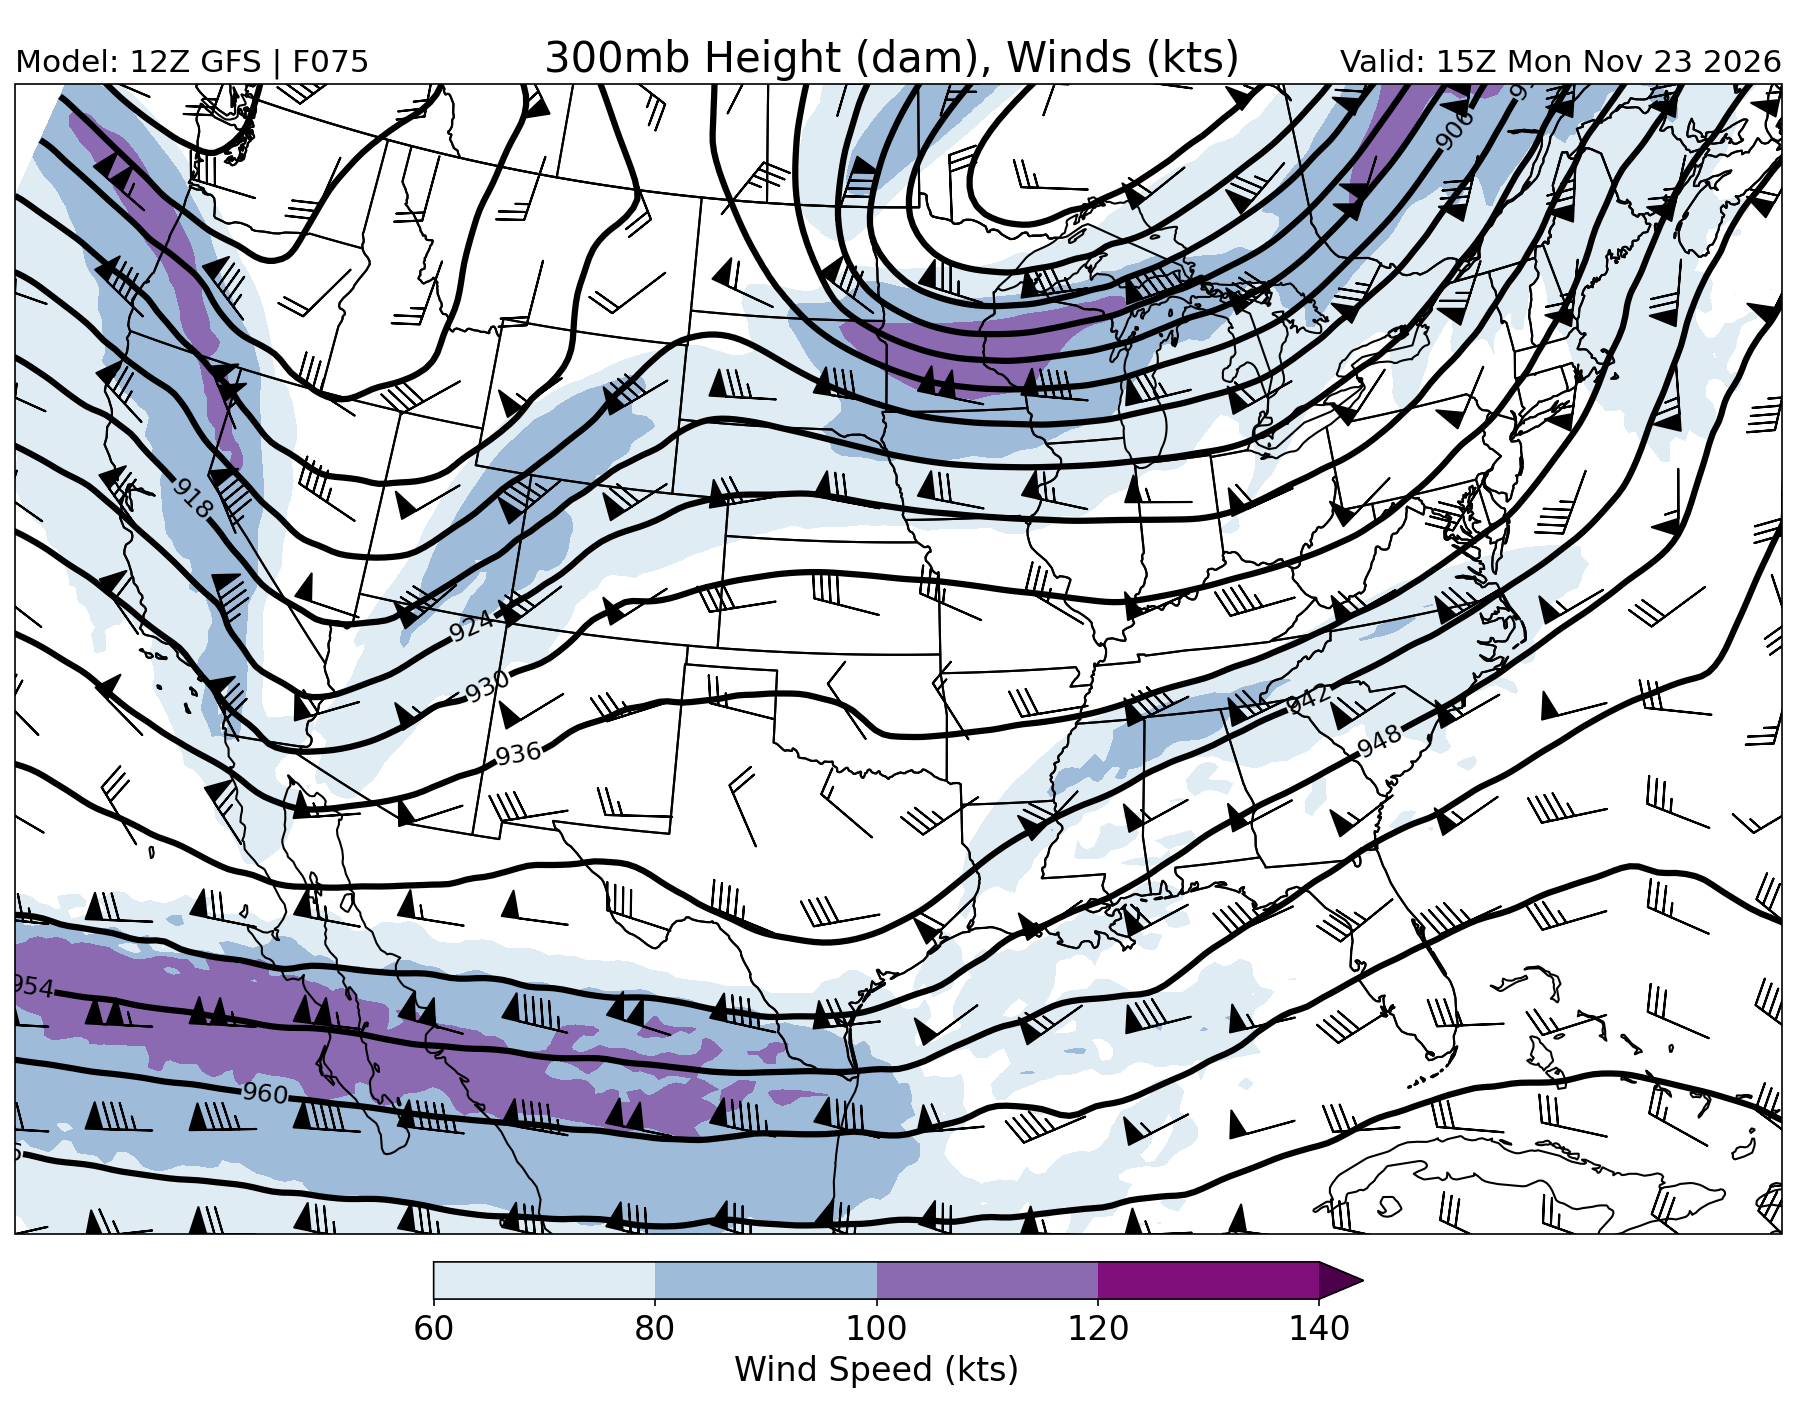 Model: 12Z GFS | F075
300mb Height (dam), Winds (kts)
Valid: 15Z Mon Nov 23 2026
906
918
924
930
936
942
948
954
960
60 80 100 120 140
Wind Speed (kts)